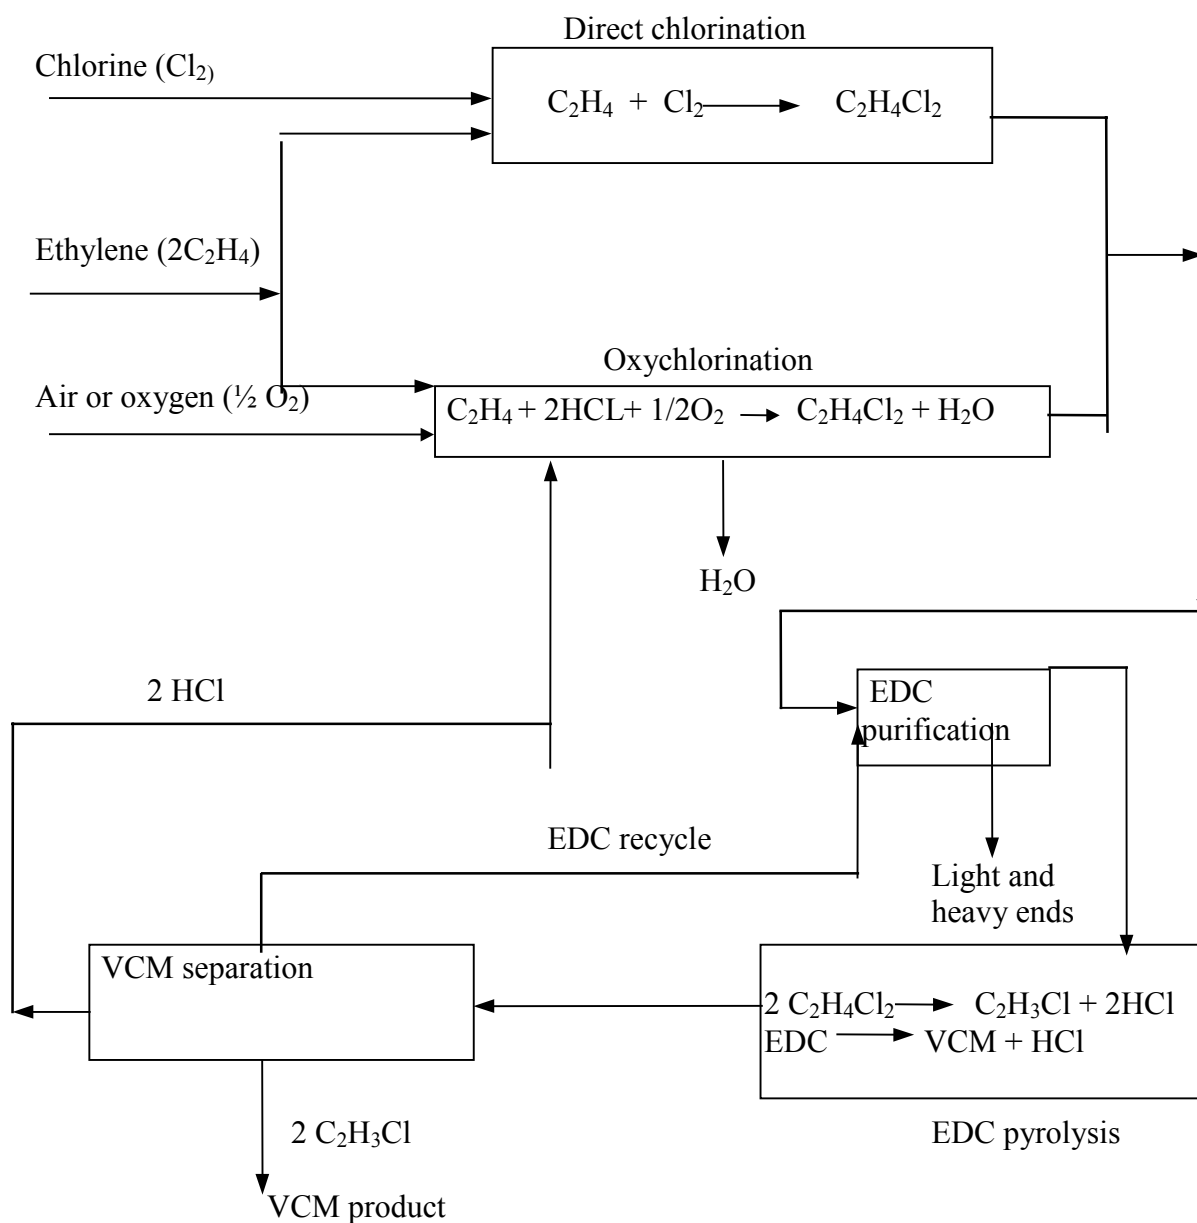 Direct chlorination
Chlorine (Cl₂)
C₂H₄ + Cl₂ → C₂H₄Cl₂
Ethylene (2C₂H₄)
Oxychlorination
Air or oxygen (½ O₂)
C₂H₄ + 2HCL+ 1/2O₂ → C₂H₄Cl₂ + H₂O
H₂O
2 HCl
EDC
purification
EDC recycle
Light and
heavy ends
VCM separation
2 C₂H₄Cl₂ → C₂H₃Cl + 2HCl
EDC → VCM + HCl
2 C₂H₃Cl
EDC pyrolysis
VCM product